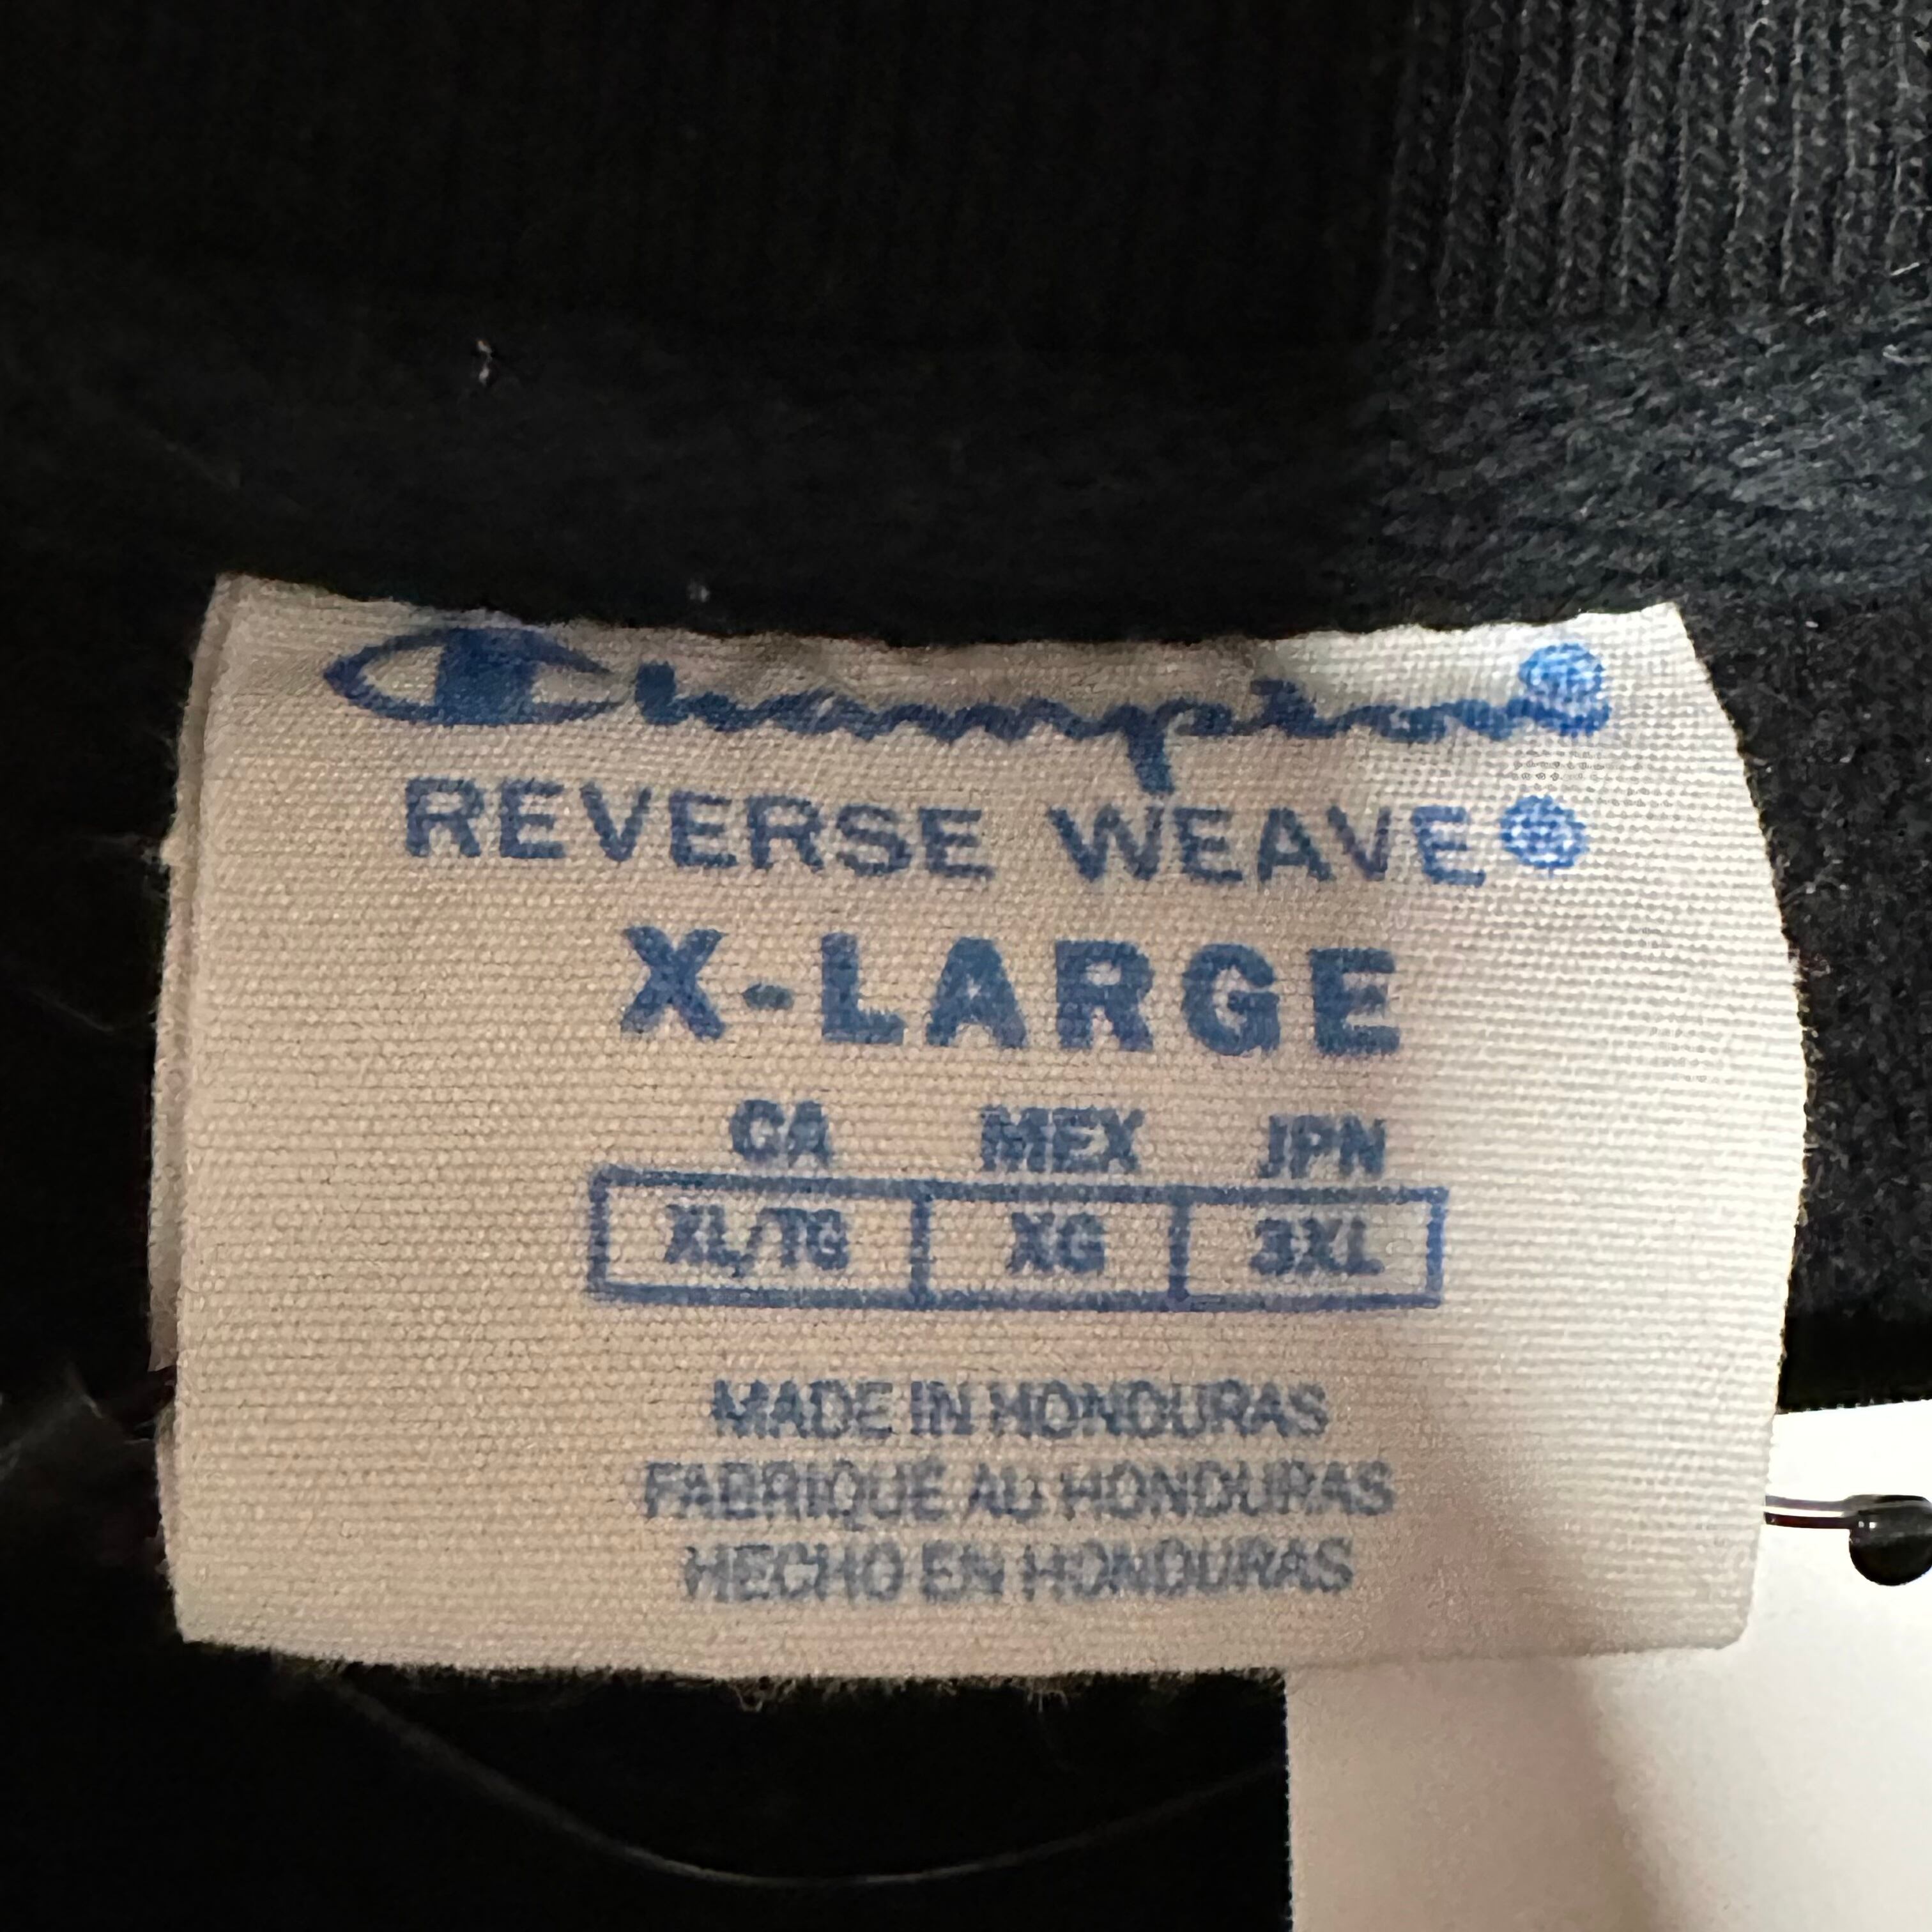 Champion®
REVERSE WEAVE®
X-LARGE
CA MEX JPN
XL/TG XG 3XL
MADE IN HONDURAS
FABRIQUÉ AU HONDURAS
HECHO EN HONDURAS